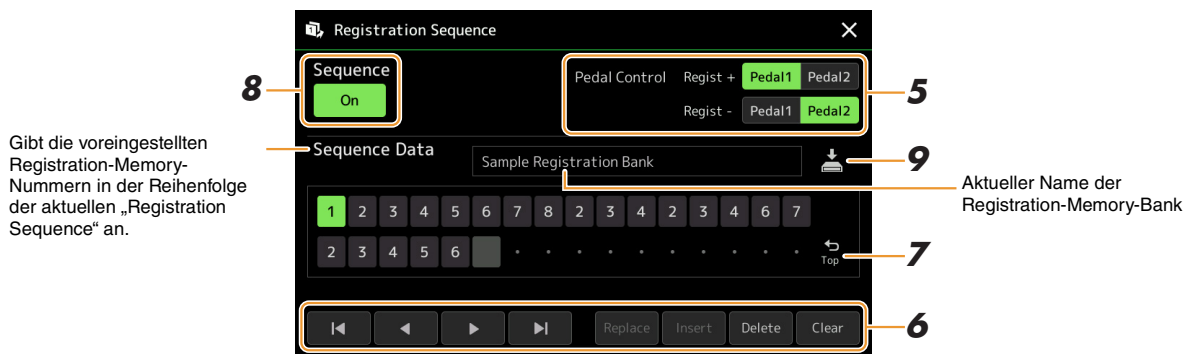 Registration Sequence
8
Sequence
On
Pedal Control Regist + Pedal1 Pedal2
Regist - Pedal1 Pedal2
5
Gibt die voreingestellten
Registration-Memory-
Nummern in der Reihenfolge
der aktuellen „Registration
Sequence“ an.
Sequence Data
Sample Registration Bank
9
Aktueller Name der
Registration-Memory-Bank
1 2 3 4 5 6 7 8 2 3 4 2 3 4 6 7
2 3 4 5 6
Top
7
Replace Insert Delete Clear
6